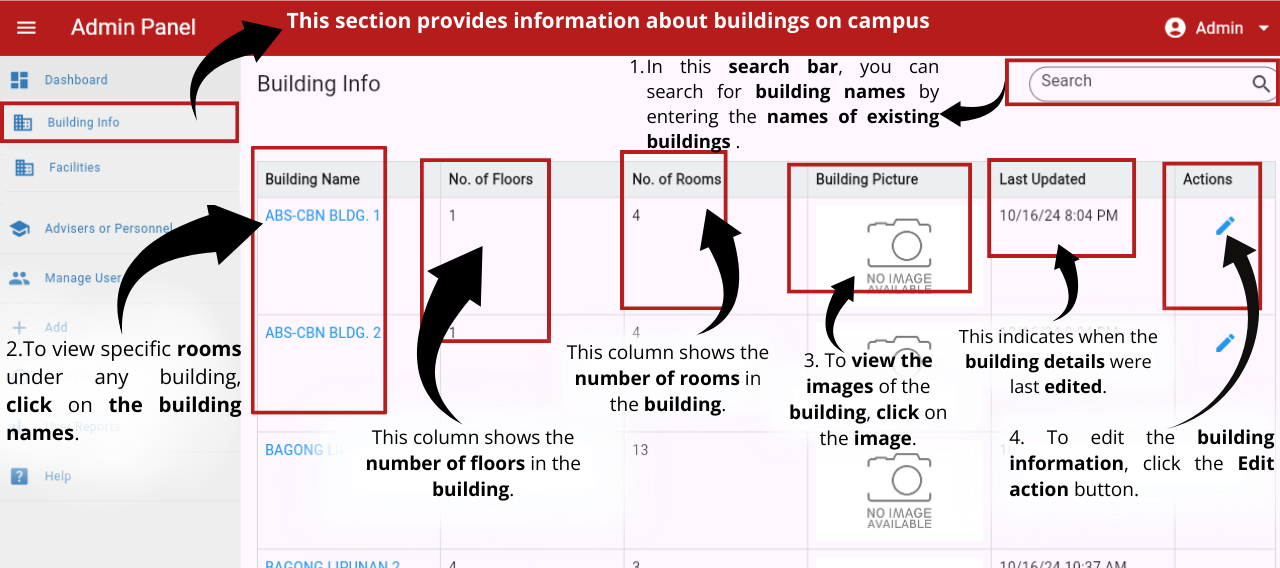 Admin Panel
This section provides information about buildings on campus
Admin
Dashboard
Building Info
Facilities
Advisers or Personnel
Manage User
Add
Reports
Help
Building Info
1. In this search bar, you can
search for building names by
entering the names of existing
buildings .
Search
Building Name No. of Floors No. of Rooms Building Picture Last Updated Actions
ABS-CBN BLDG. 1 1 4 10/16/24 8:04 PM
NO IMAGE
AVAILABLE
ABS-CBN BLDG. 2 1 4
2.To view specific rooms
under any building,
click on the building
names.
This column shows the
number of floors in the
building.
This column shows the
number of rooms in
the building.
3. To view the
images of the
building, click on
the image.
This indicates when the
building details were
last edited.
4. To edit the building
information, click the Edit
action button.
BAGONG 13
NO IMAGE
AVAILABLE
BAGONG LIPUNAN 2 4 3 10/16/24 10:37 AM